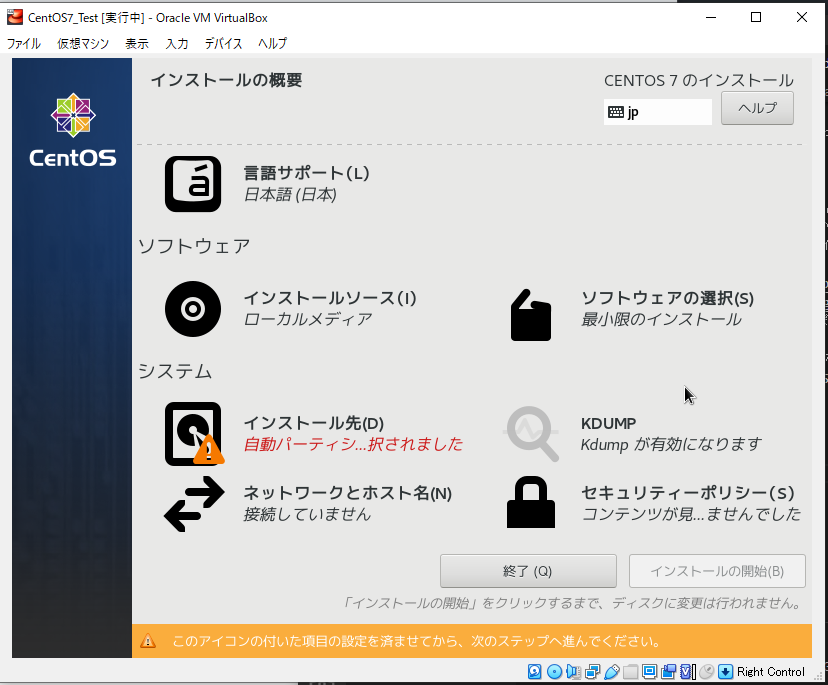 CentOS7_Test [実行中] - Oracle VM VirtualBox
ファイル 仮想マシン 表示 入力 デバイス ヘルプ
インストールの概要
CENTOS 7 のインストール
jp
ヘルプ
CentOS
言語サポート(L)
日本語 (日本)
ソフトウェア
インストールソース(I)
ローカルメディア
ソフトウェアの選択(S)
最小限のインストール
システム
インストール先(D)
自動パーティシ...択されました
KDUMP
Kdump が有効になります
ネットワークとホスト名(N)
接続していません
セキュリティーポリシー(S)
コンテンツが見...ませんでした
終了 (Q)
インストールの開始(B)
「インストールの開始」をクリックするまで、ディスクに変更は行われません。
このアイコンの付いた項目の設定を済ませてから、次のステップへ進んでください。
Right Control